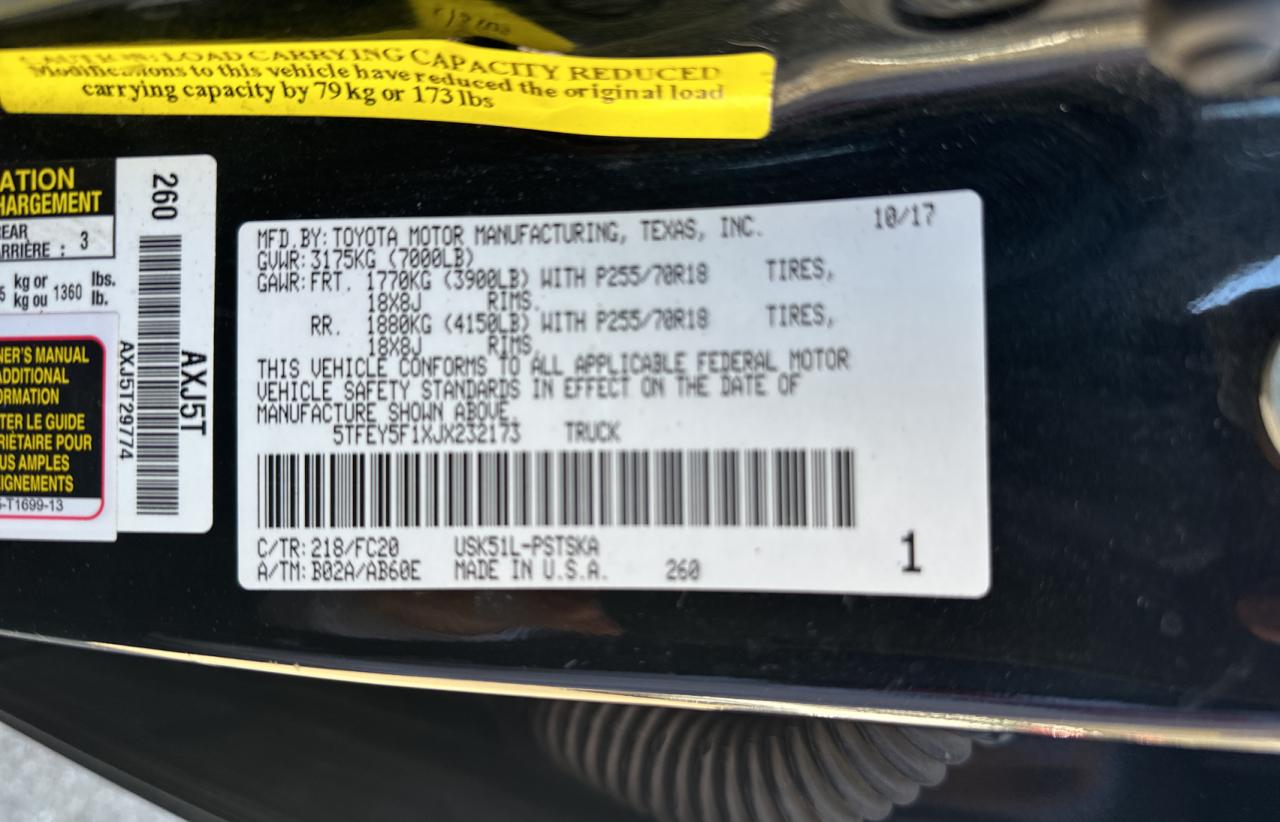 CAUTION: LOAD CARRYING CAPACITY REDUCED
Modifications to this vehicle have reduced the original load
carrying capacity by 79 kg or 173 lbs
ATION
HARGEMENT
REAR
ARRIÈRE : 3
kg or lbs.
kg ou 1360 lb.
NER'S MANUAL
ADDITIONAL
ORMATION
TER LE GUIDE
RIÉTAIRE POUR
US AMPLES
EIGNEMENTS
-T1699-13
260
AXJ5T
AXJ5T29774
MFD.BY: TOYOTA MOTOR MANUFACTURING, TEXAS, INC. 10/17
GVWR: 3175KG (7000LB)
GAWR: FRT. 1770KG (3900LB) WITH P255/70R18 TIRES,
18X8J RIMS.
RR. 1880KG (4150LB) WITH P255/70R18 TIRES,
18X8J RIMS.
THIS VEHICLE CONFORMS TO ALL APPLICABLE FEDERAL MOTOR
VEHICLE SAFETY STANDARDS IN EFFECT ON THE DATE OF
MANUFACTURE SHOWN ABOVE.
5TFEY5F1XJX232173 TRUCK
C/TR: 218/FC20 USK51L-PSTSKA
A/TM: B02A/AB60E MADE IN U.S.A. 260
1